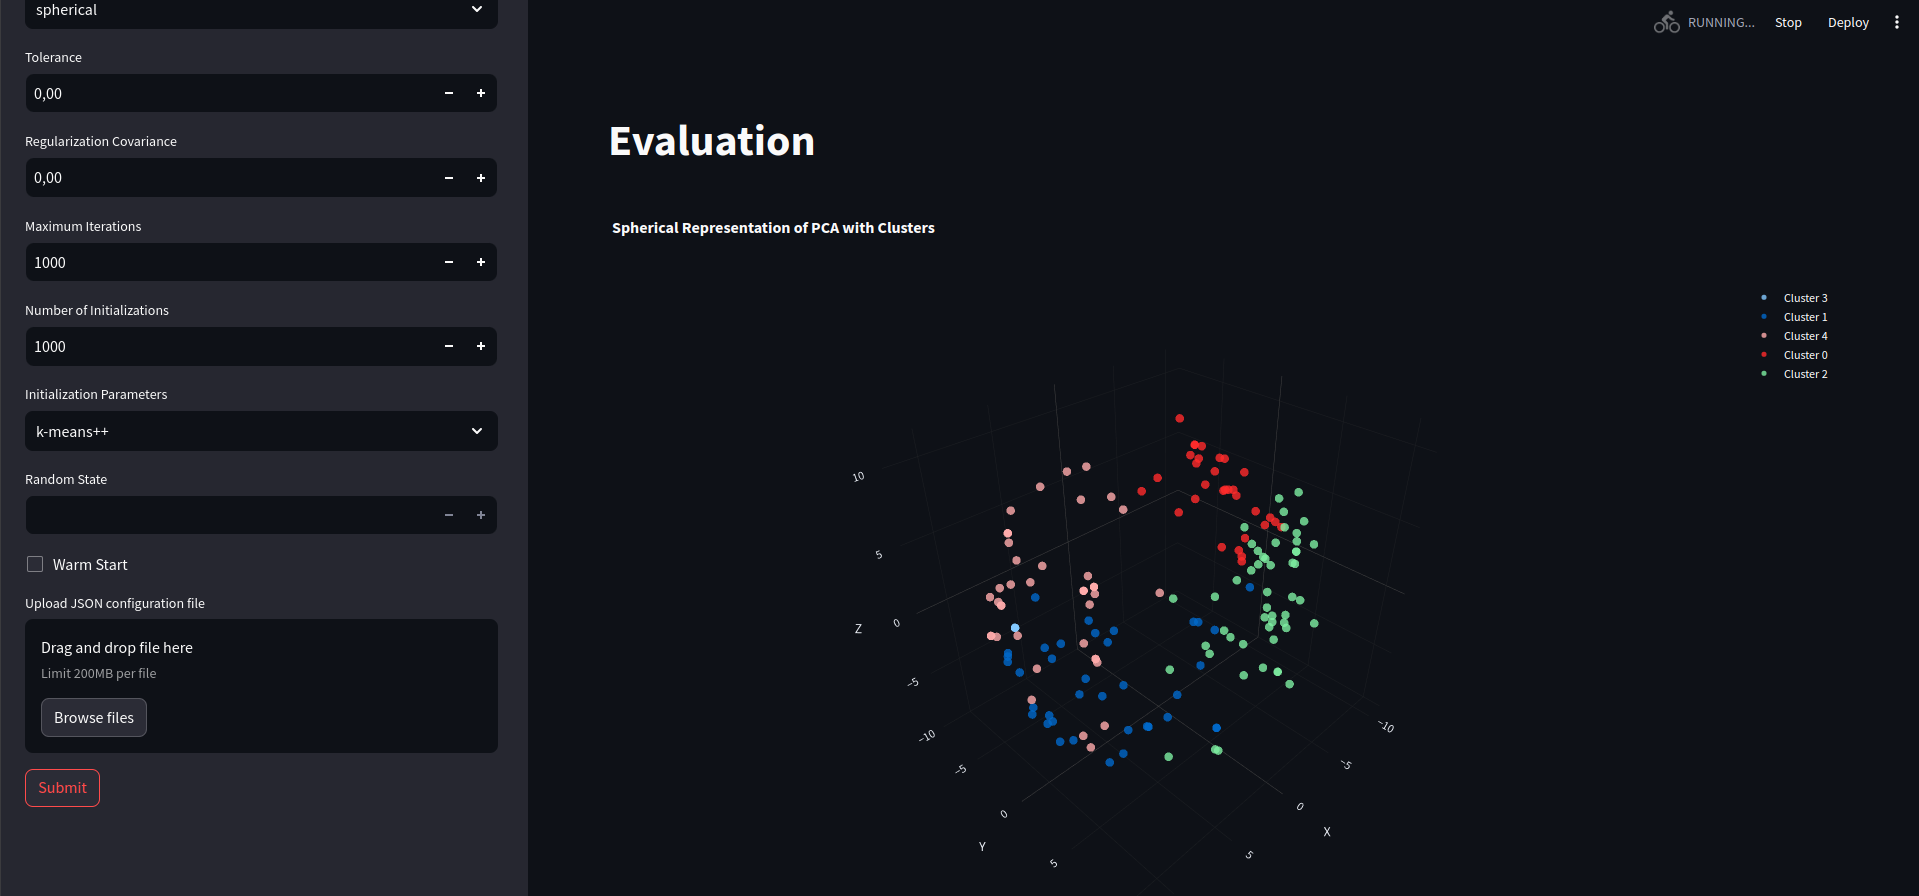 spherical
Tolerance
0,00
Regularization Covariance
0,00
Maximum Iterations
1000
Number of Initializations
1000
Initialization Parameters
k-means++
Random State
Warm Start
Upload JSON configuration file
Drag and drop file here
Limit 200MB per file
Browse files
Submit
RUNNING...
Stop
Deploy
Evaluation
Spherical Representation of PCA with Clusters
Cluster 3
Cluster 1
Cluster 4
Cluster 0
Cluster 2
10
5
Z
0
−5
−10
−5
0
Y
5
−10
−5
0
X
5